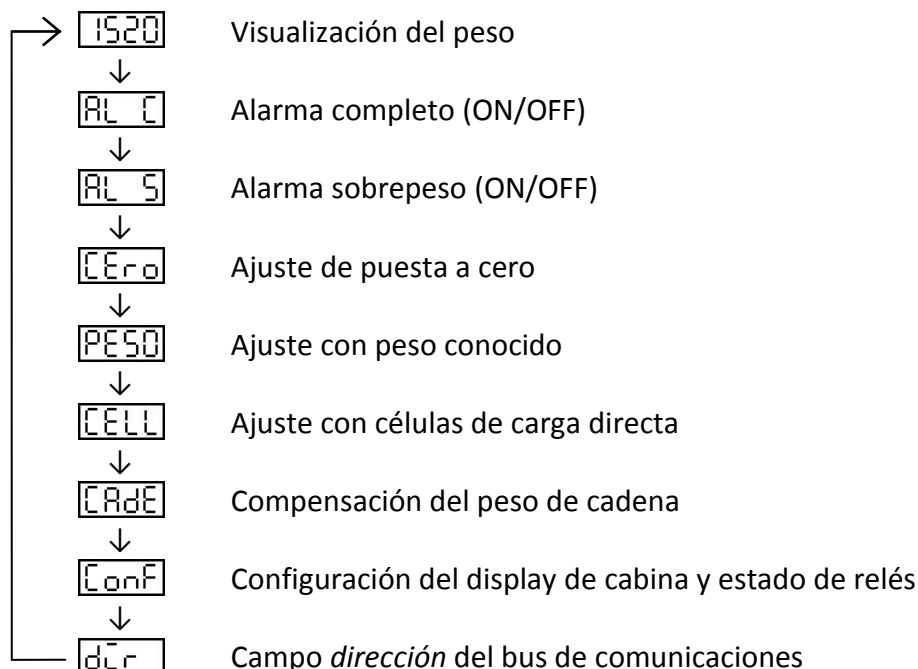 1520 Visualización del peso
AL C Alarma completo (ON/OFF)
AL S Alarma sobrepeso (ON/OFF)
CEro Ajuste de puesta a cero
PESO Ajuste con peso conocido
CELL Ajuste con células de carga directa
CAdE Compensación del peso de cadena
ConF Configuración del display de cabina y estado de relés
dir Campo dirección del bus de comunicaciones